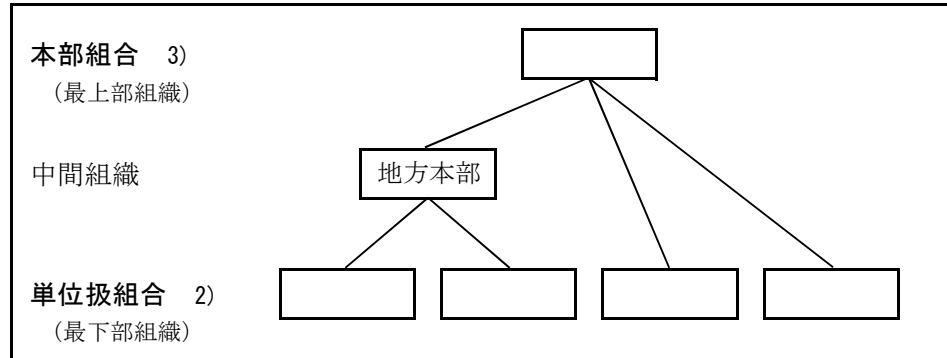 本部組合 3)
(最上部組織)
中間組織
地方本部
単位扱組合 2)
(最下部組織)